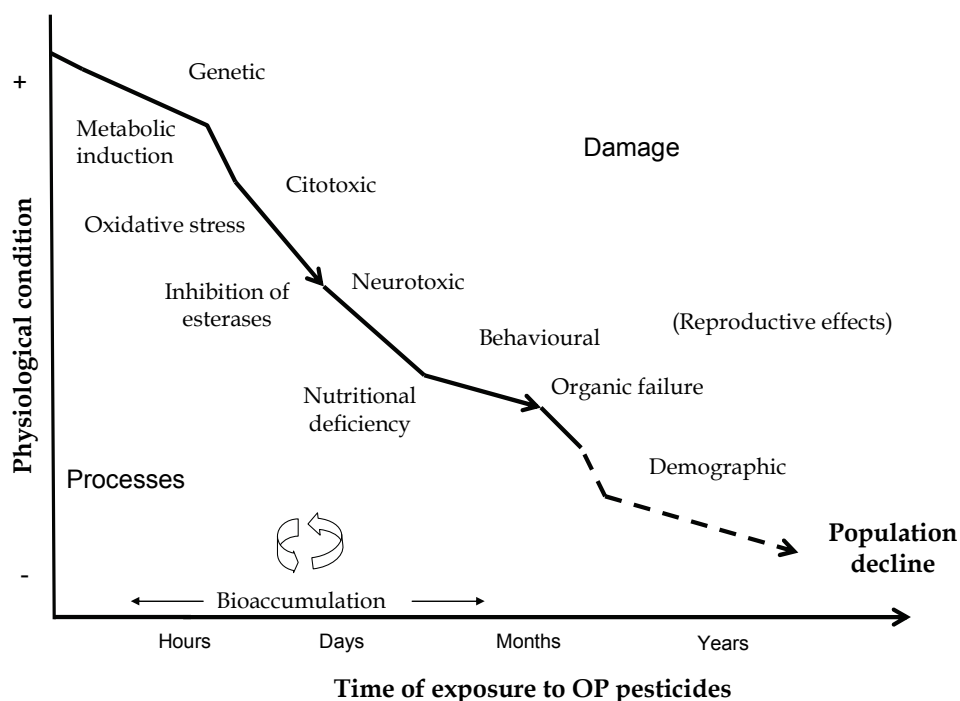 +
Genetic
Metabolic
induction
Damage
Citotoxic
Oxidative stress
Neurotoxic
Inhibition of
esterases
Behavioural
(Reproductive effects)
Nutritional
deficiency
Organic failure
Demographic
Processes
Population
decline
-
Bioaccumulation
Physiological condition
Hours
Days
Months
Years
Time of exposure to OP pesticides